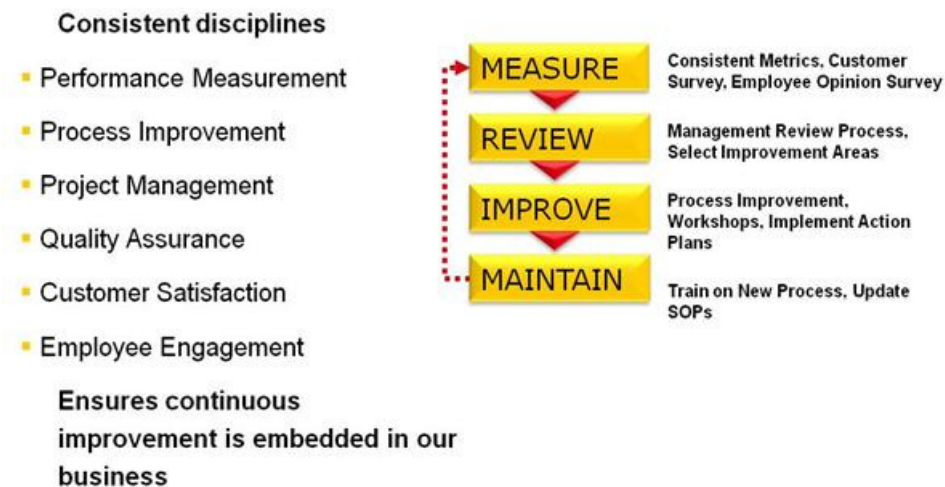 Consistent disciplines
Performance Measurement
Process Improvement
Project Management
Quality Assurance
Customer Satisfaction
Employee Engagement
Ensures continuous
improvement is embedded in our
business
MEASURE
Consistent Metrics, Customer
Survey, Employee Opinion Survey
REVIEW
Management Review Process,
Select Improvement Areas
IMPROVE
Process Improvement,
Workshops, Implement Action
Plans
MAINTAIN
Train on New Process, Update
SOPs